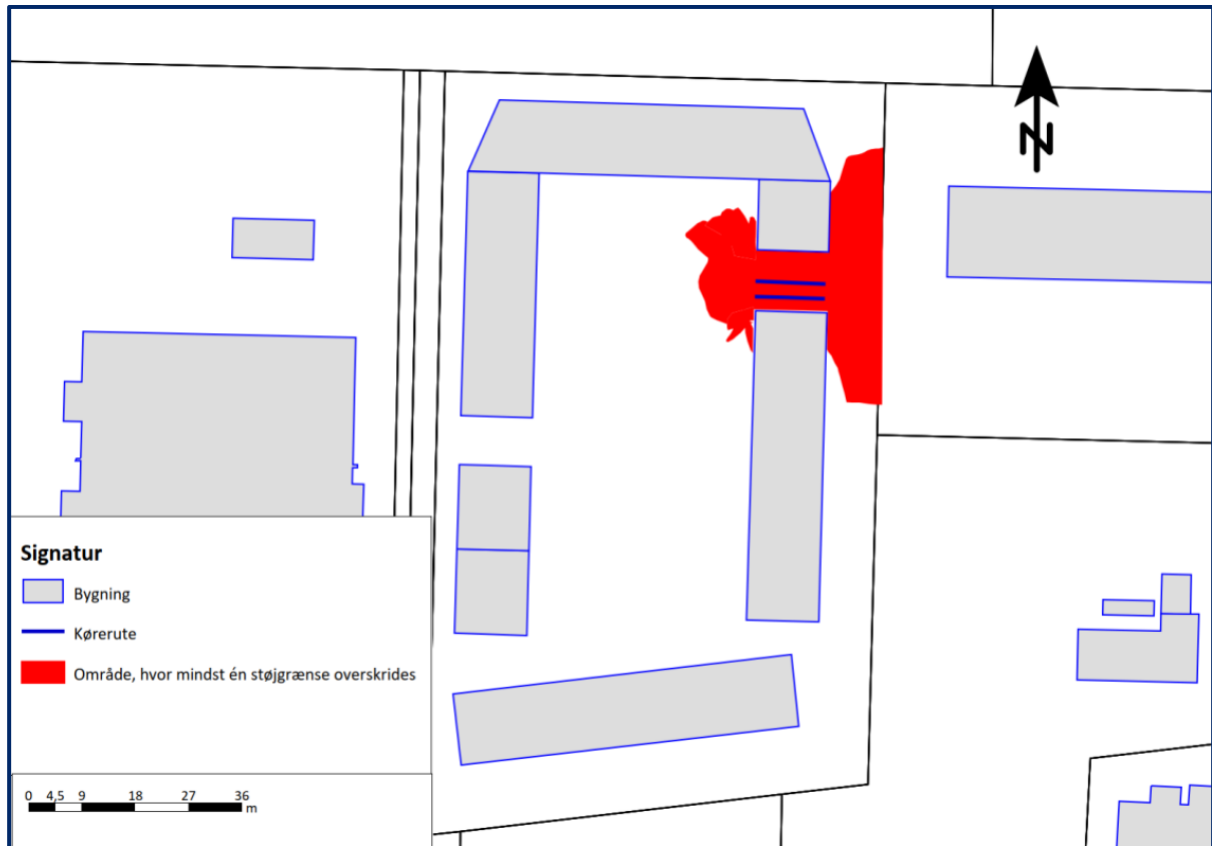 N
Signatur
Bygning
Kørerute
Område, hvor mindst én støjgrænse overskrides
0 4,5 9 18 27 36
m